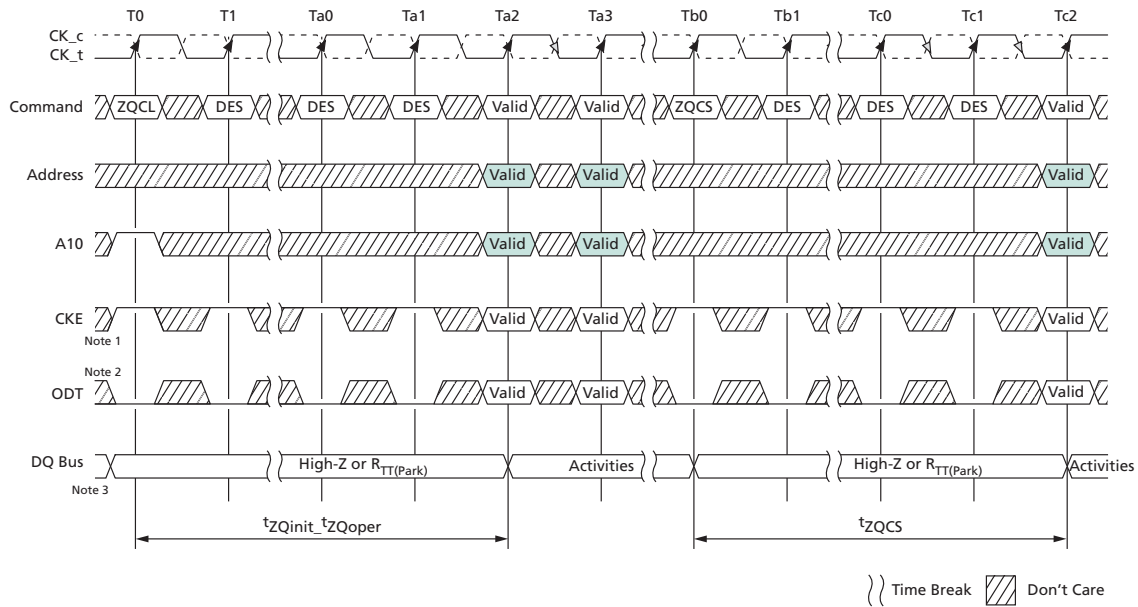 T0 T1 Ta0 Ta1 Ta2 Ta3 Tb0 Tb1 Tc0 Tc1 Tc2
CK_c
CK_t
Command ZQCL DES DES DES Valid Valid ZQCS DES DES DES Valid
Address Valid Valid Valid
A10 Valid Valid Valid
CKE Valid Valid Valid
Note 1
Note 2
ODT Valid Valid Valid
DQ Bus High-Z or RTT(Park) Activities High-Z or RTT(Park) Activities
Note 3
tZQinit_tZQoper tZQCS
Time Break Don't Care